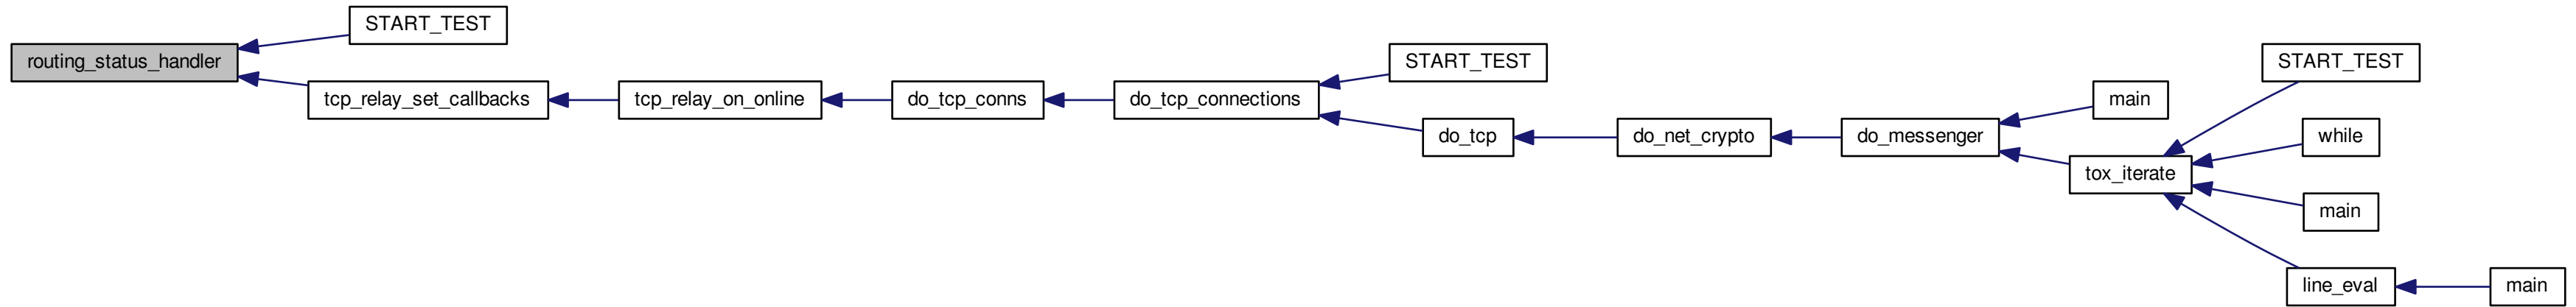 routing_status_handler
START_TEST
tcp_relay_set_callbacks
tcp_relay_on_online
do_tcp_conns
do_tcp_connections
START_TEST
do_tcp
do_net_crypto
do_messenger
main
tox_iterate
START_TEST
while
main
line_eval
main